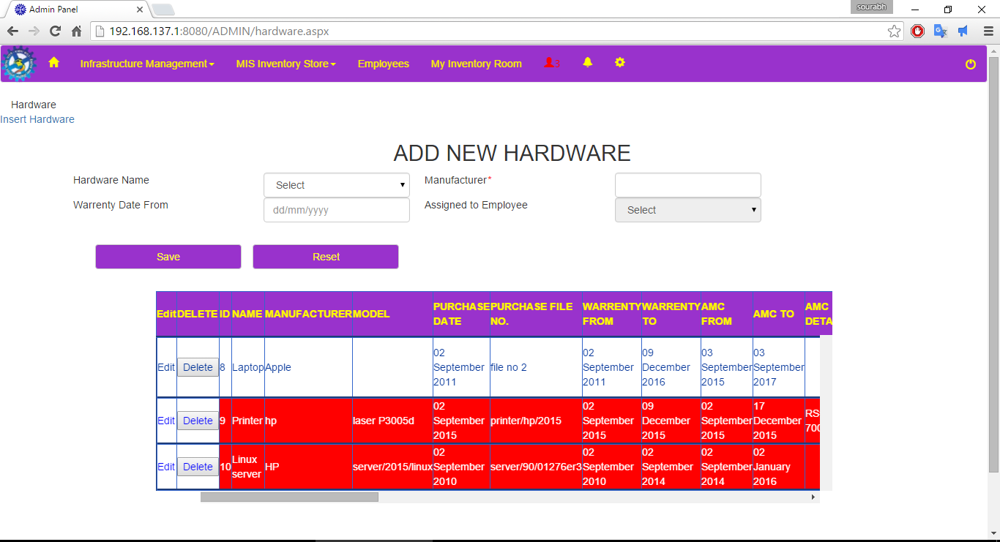 Admin Panel
sourabh
192.168.137.1:8080/ADMIN/hardware.aspx
Infrastructure Management MIS Inventory Store Employees My Inventory Room 3
Hardware
Insert Hardware
ADD NEW HARDWARE
Hardware Name Select Manufacturer*
Warrenty Date From dd/mm/yyyy Assigned to Employee Select
Save Reset
Edit DELETE ID NAME MANUFACTURER MODEL PURCHASE DATE PURCHASE FILE NO. WARRENTY FROM WARRENTY TO AMC FROM AMC TO AMC DETA
Edit Delete 8 Laptop Apple 02 September 2011 file no 2 02 September 2011 09 December 2016 03 September 2015 03 September 2017
Edit Delete 9 Printer hp laser P3005d 02 September 2015 printer/hp/2015 02 September 2015 09 December 2015 02 September 2015 17 December 2015 RS 700
Edit Delete 10 Linux server HP server/2015/linux 02 September 2010 server/90/01276er3 02 September 2010 02 September 2014 02 September 2014 02 January 2016